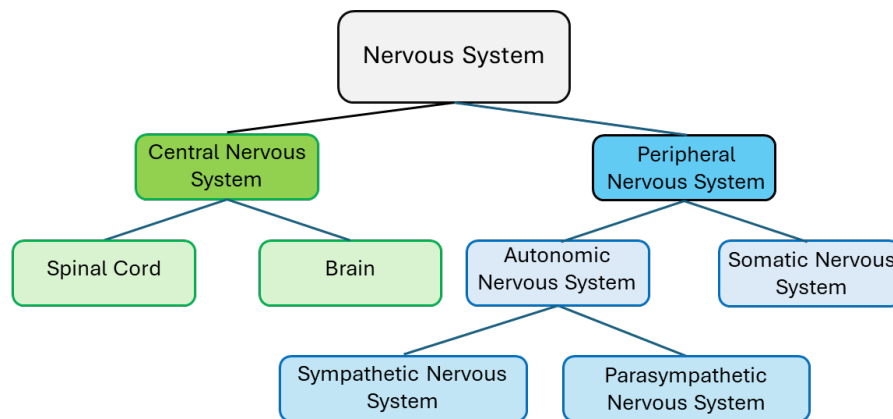 Nervous System
Central Nervous
System
Peripheral
Nervous System
Spinal Cord
Brain
Autonomic
Nervous System
Somatic Nervous
System
Sympathetic Nervous
System
Parasympathetic
Nervous System